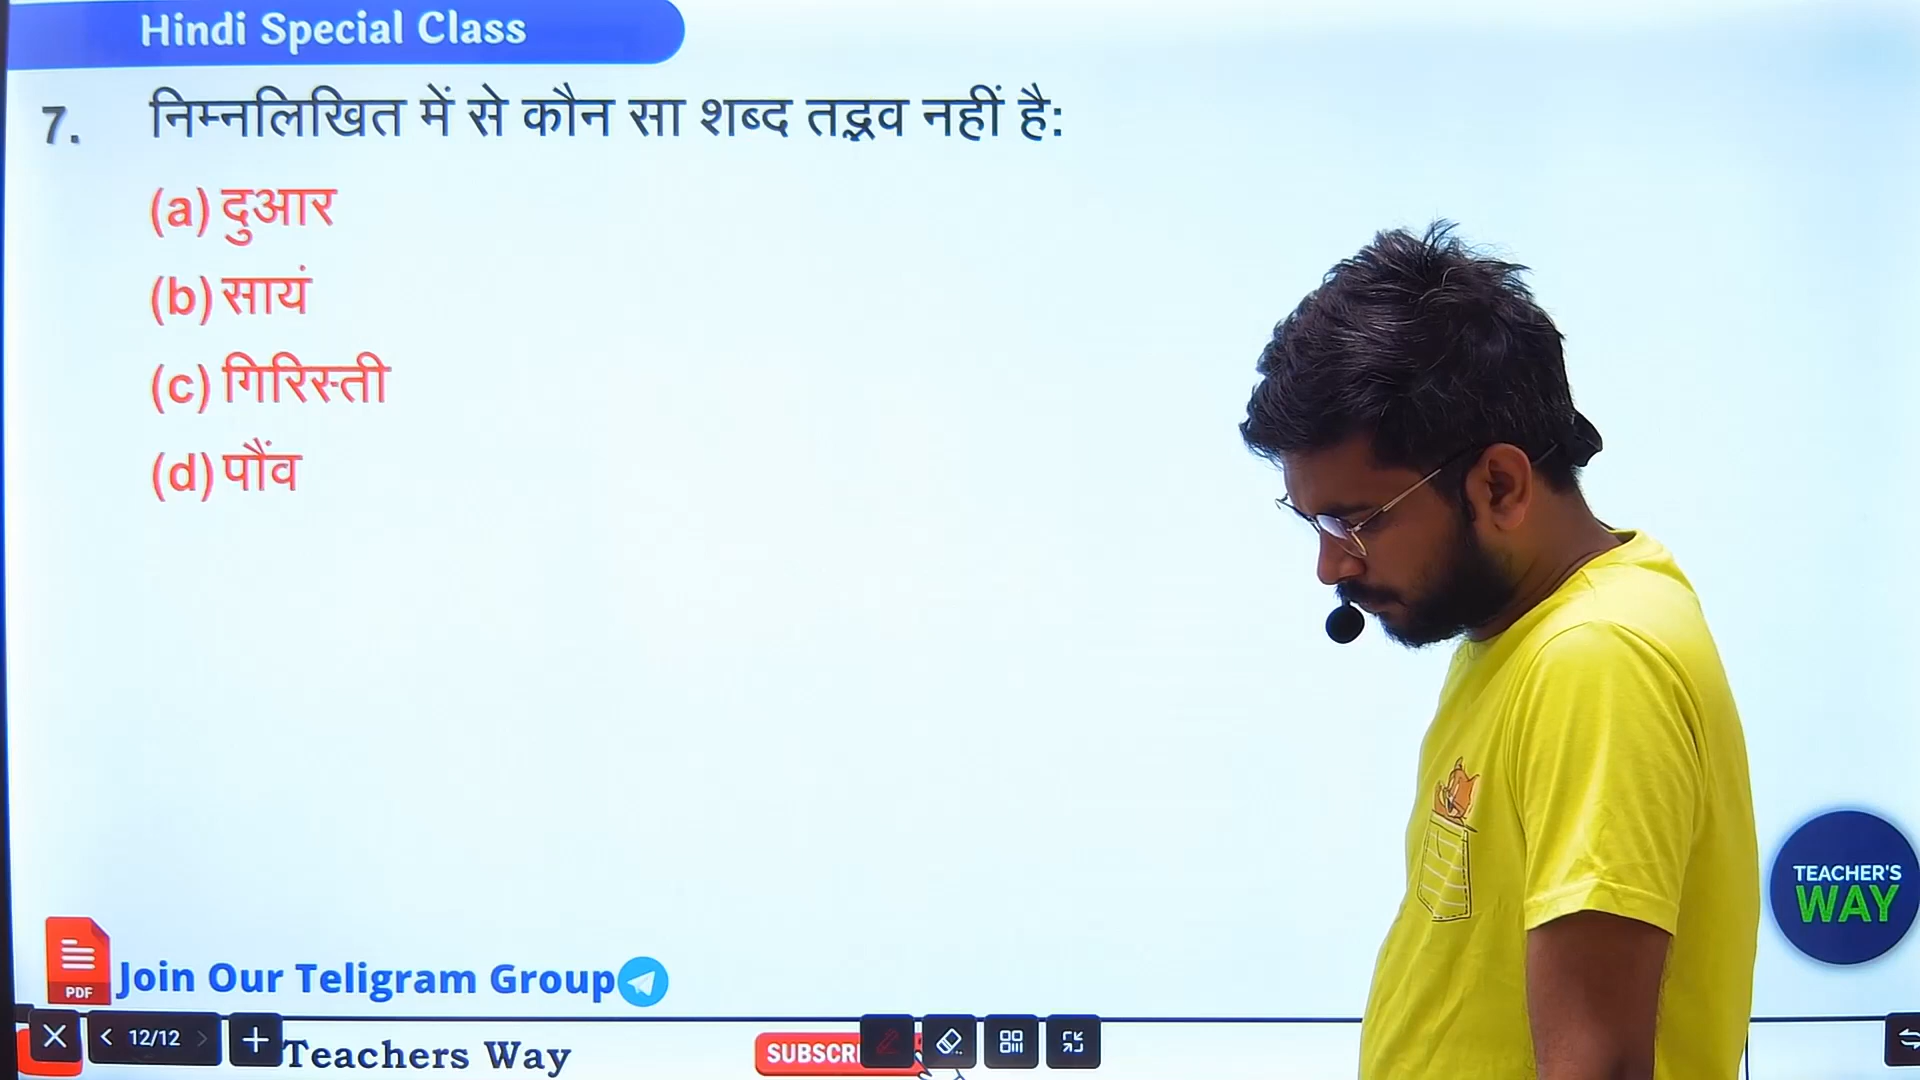 Hindi Special Class
7. निम्नलिखित में से कौन सा शब्द तद्भव नहीं है:
(a) दुआर
(b) सायं
(c) गिरिस्ती
(d) पौंव
TEACHER'S
WAY
PDF
Join Our Teligram Group
12/12
Teachers Way
SUBSCRI